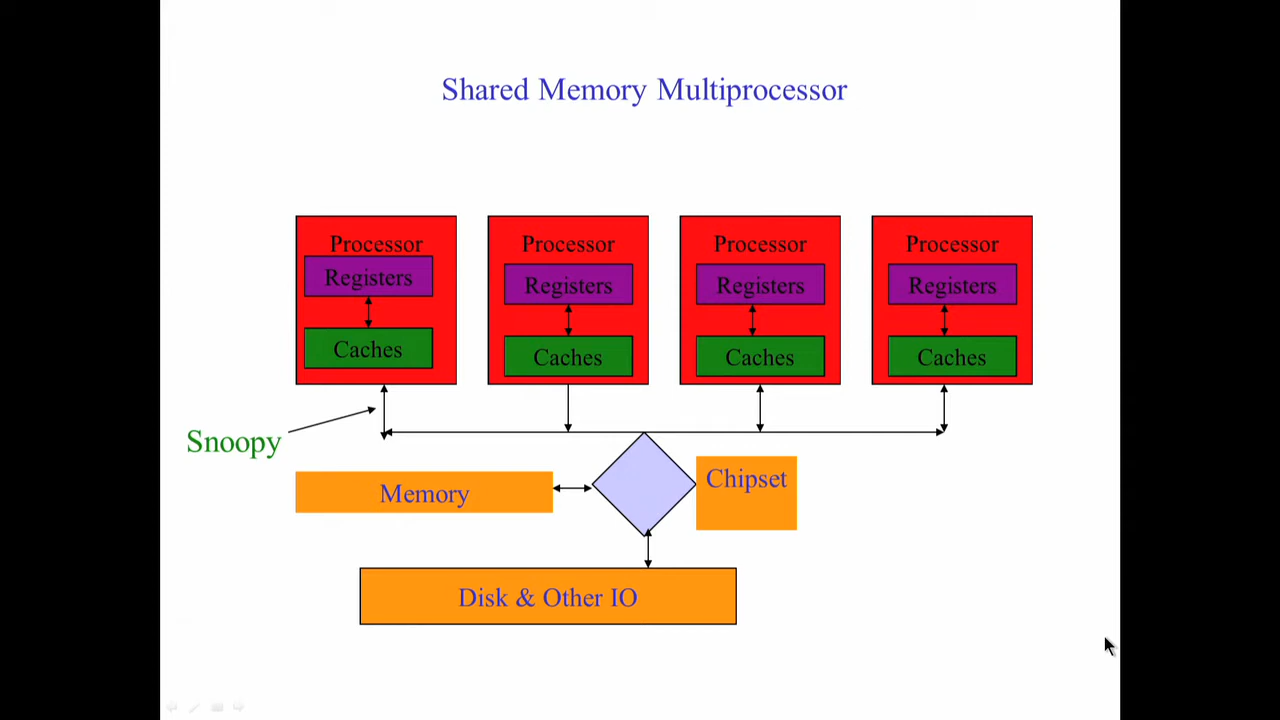 Shared Memory Multiprocessor
Processor
Registers
Caches
Processor
Registers
Caches
Processor
Registers
Caches
Processor
Registers
Caches
Snoopy
Memory
Chipset
Disk & Other IO